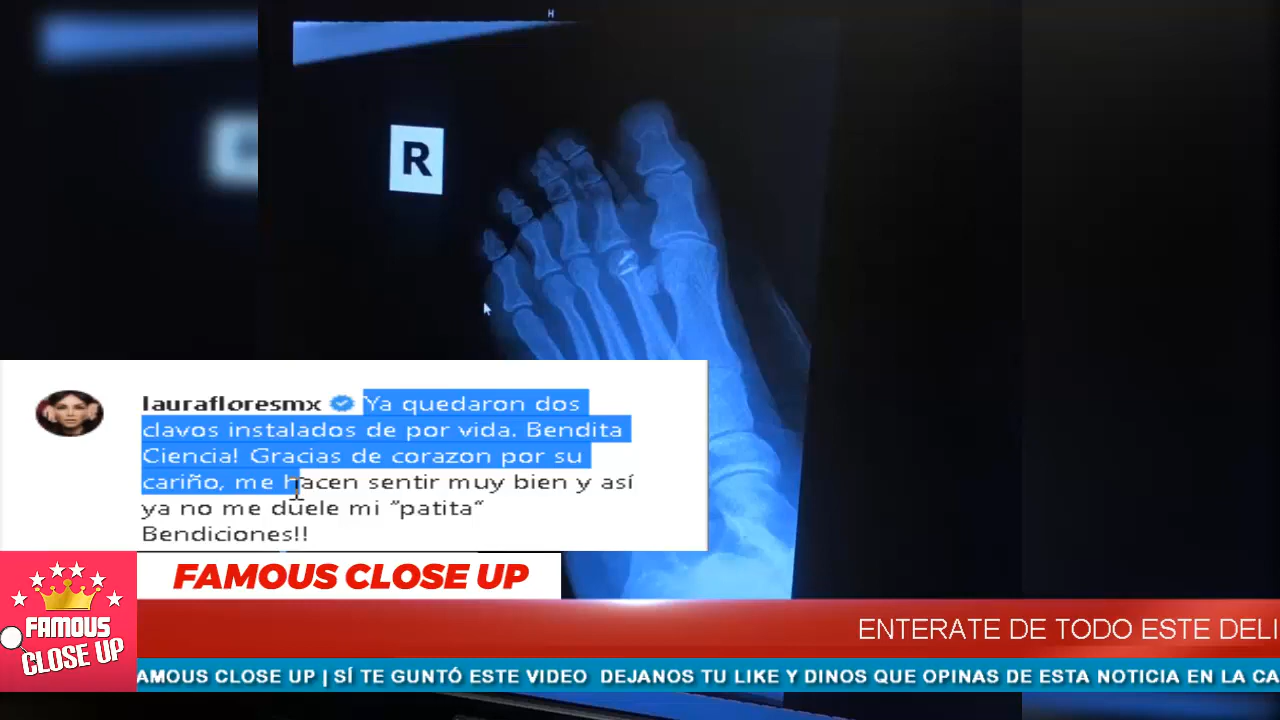 H
R
laurafloresmx Ya quedaron dos
clavos instalados de por vida. Bendita
Ciencia! Gracias de corazon por su
cariño, me hacen sentir muy bien y así
ya no me duele mi "patita"
Bendiciones!!
FAMOUS CLOSE UP
FAMOUS
CLOSE UP
ENTERATE DE TODO ESTE DELI
AMOUS CLOSE UP | SÍ TE GUNTÓ ESTE VIDEO DEJANOS TU LIKE Y DINOS QUE OPINAS DE ESTA NOTICIA EN LA CA